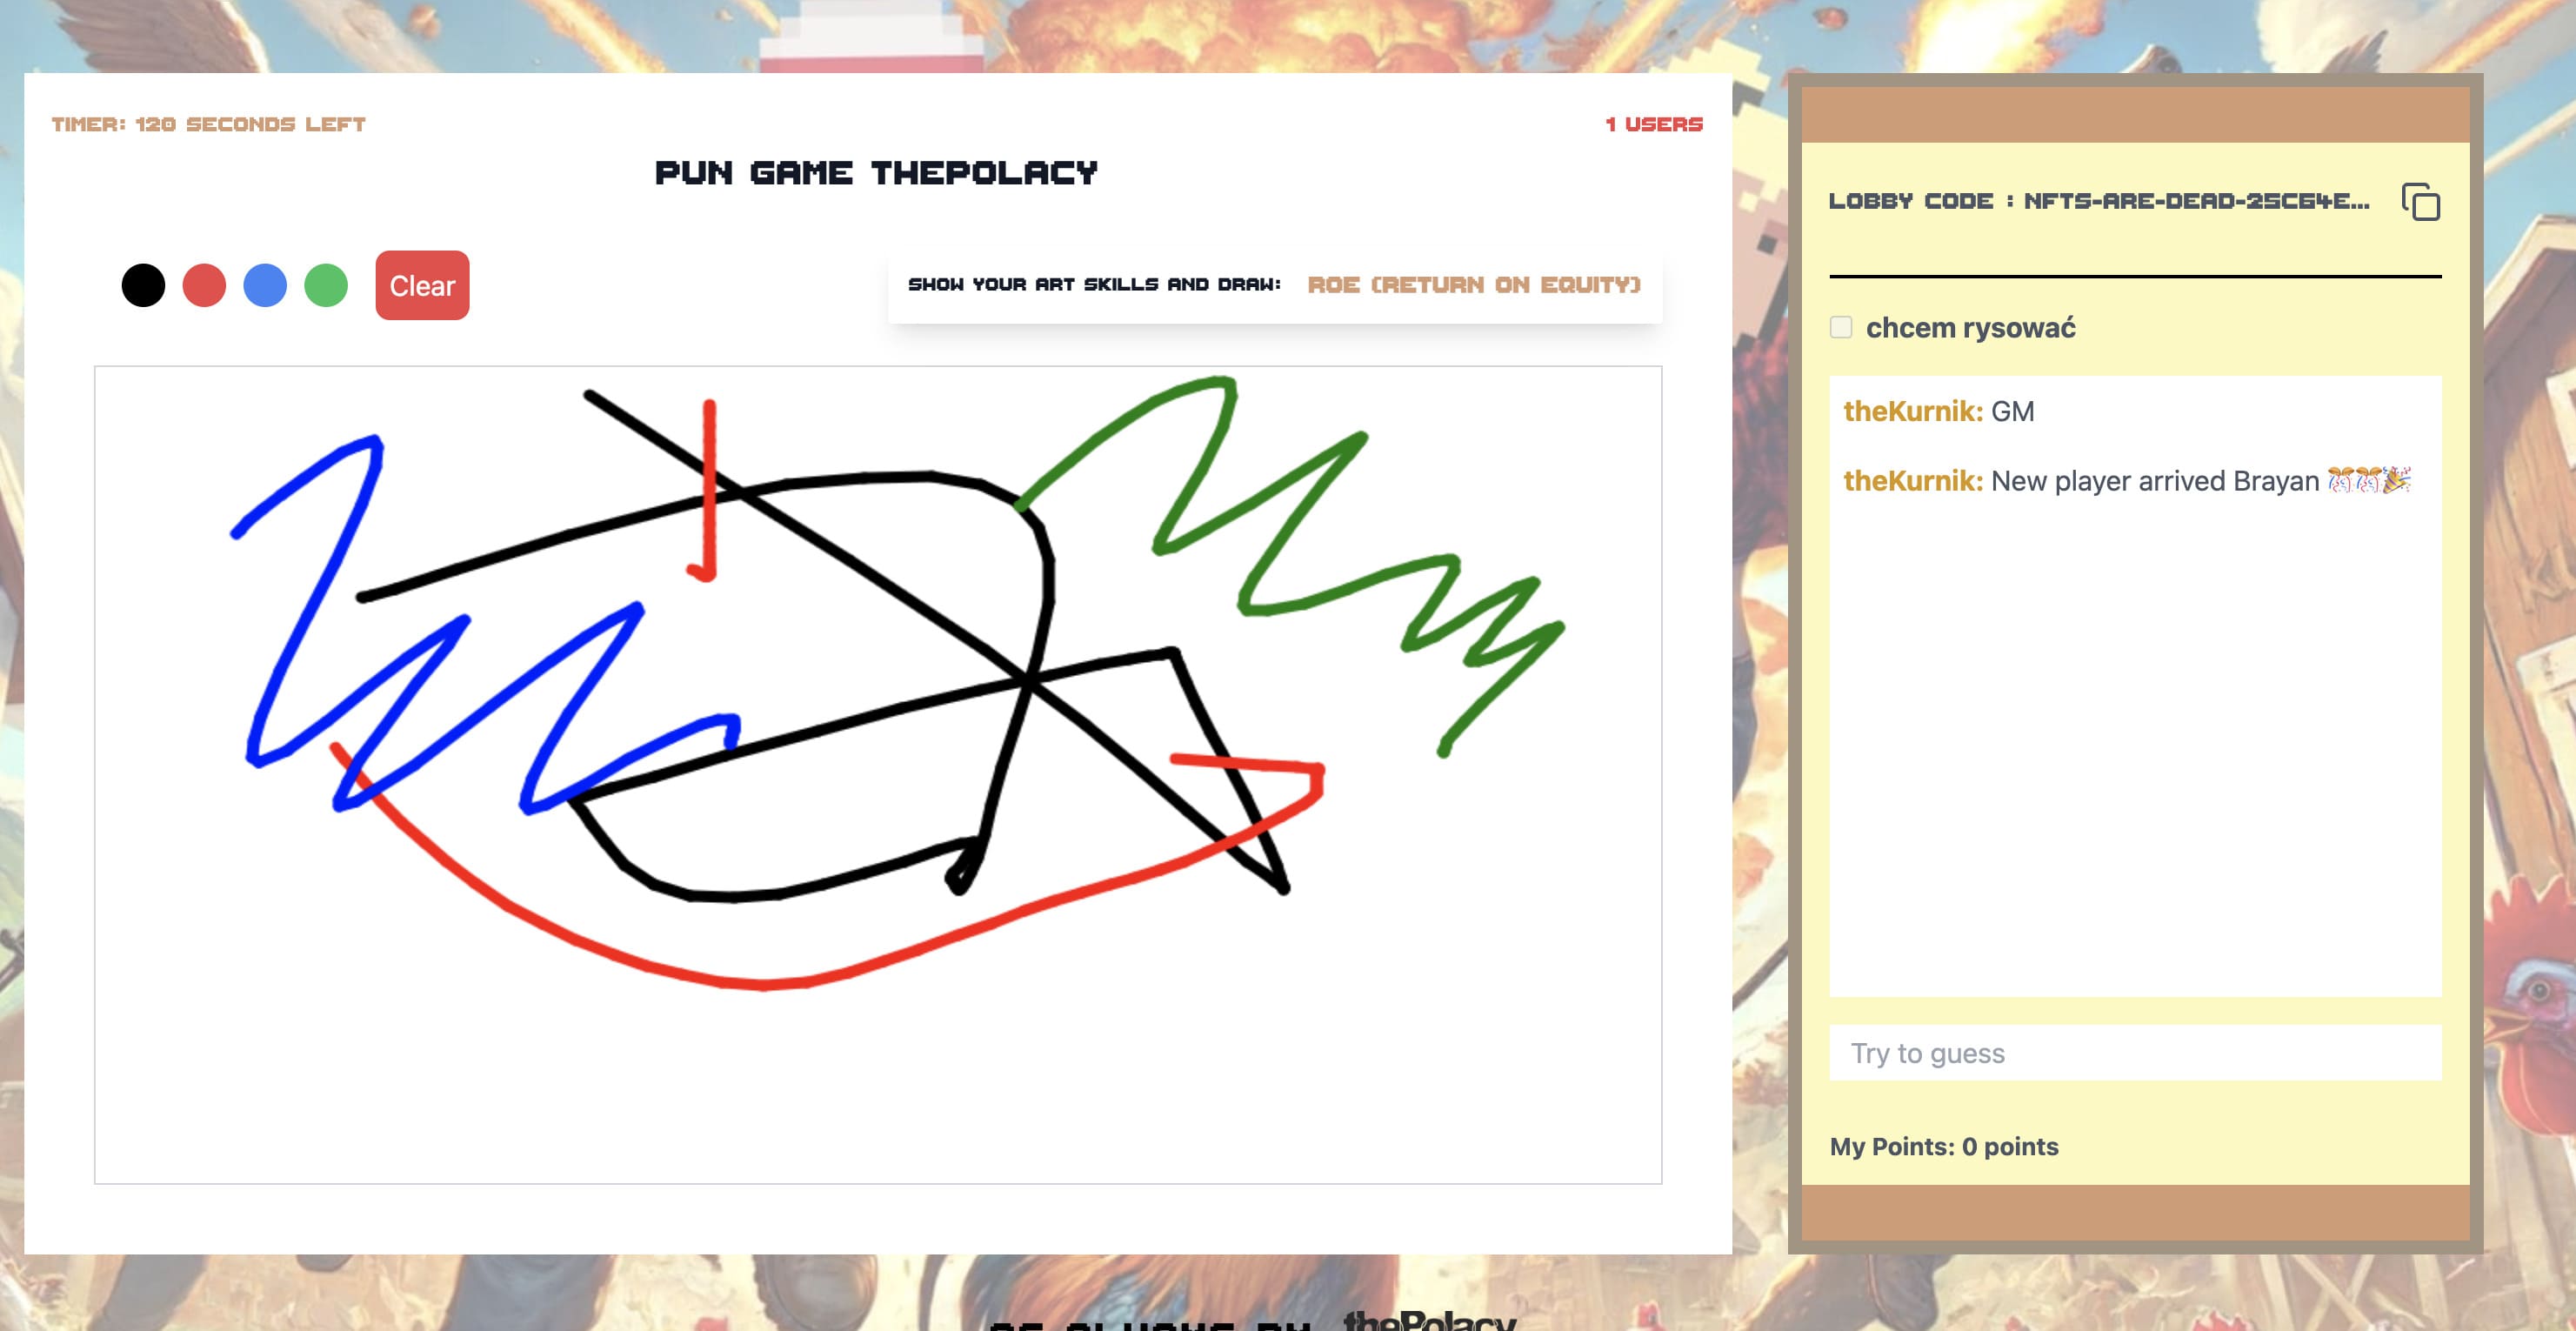 TIMER: 120 SECONDS LEFT
1 USERS
PUN GAME THEPOLACY
Clear
SHOW YOUR ART SKILLS AND DRAW: ROE (RETURN ON EQUITY)
LOBBY CODE : NFTS-ARE-DEAD-25C64E...
chcem rysować
theKurnik: GM
theKurnik: New player arrived Brayan 🎊🎊🎉
Try to guess
My Points: 0 points
thePolacy